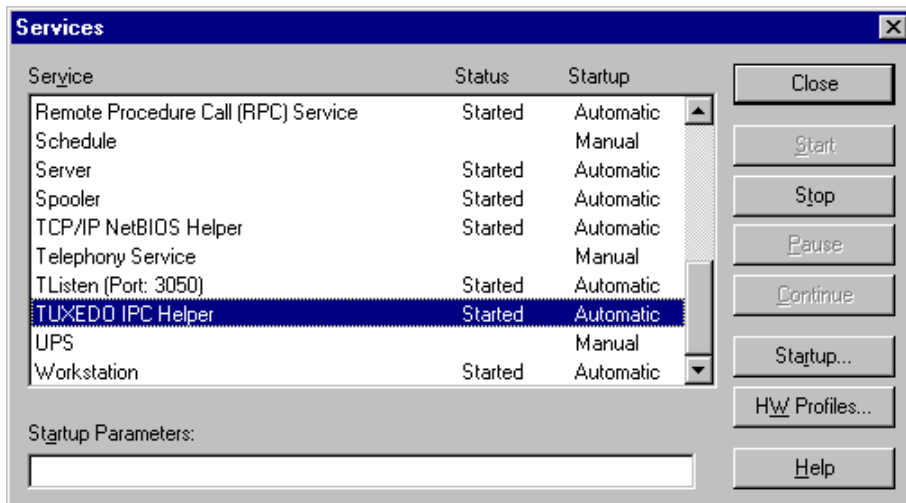 Services
Service Status Startup
Remote Procedure Call (RPC) Service Started Automatic
Schedule Manual
Server Started Automatic
Spooler Started Automatic
TCP/IP NetBIOS Helper Started Automatic
Telephony Service Manual
TListen (Port: 3050) Started Automatic
TUXEDO IPC Helper Started Automatic
UPS Manual
Workstation Started Automatic
Startup Parameters:
Close
Start
Stop
Pause
Continue
Startup...
HW Profiles...
Help